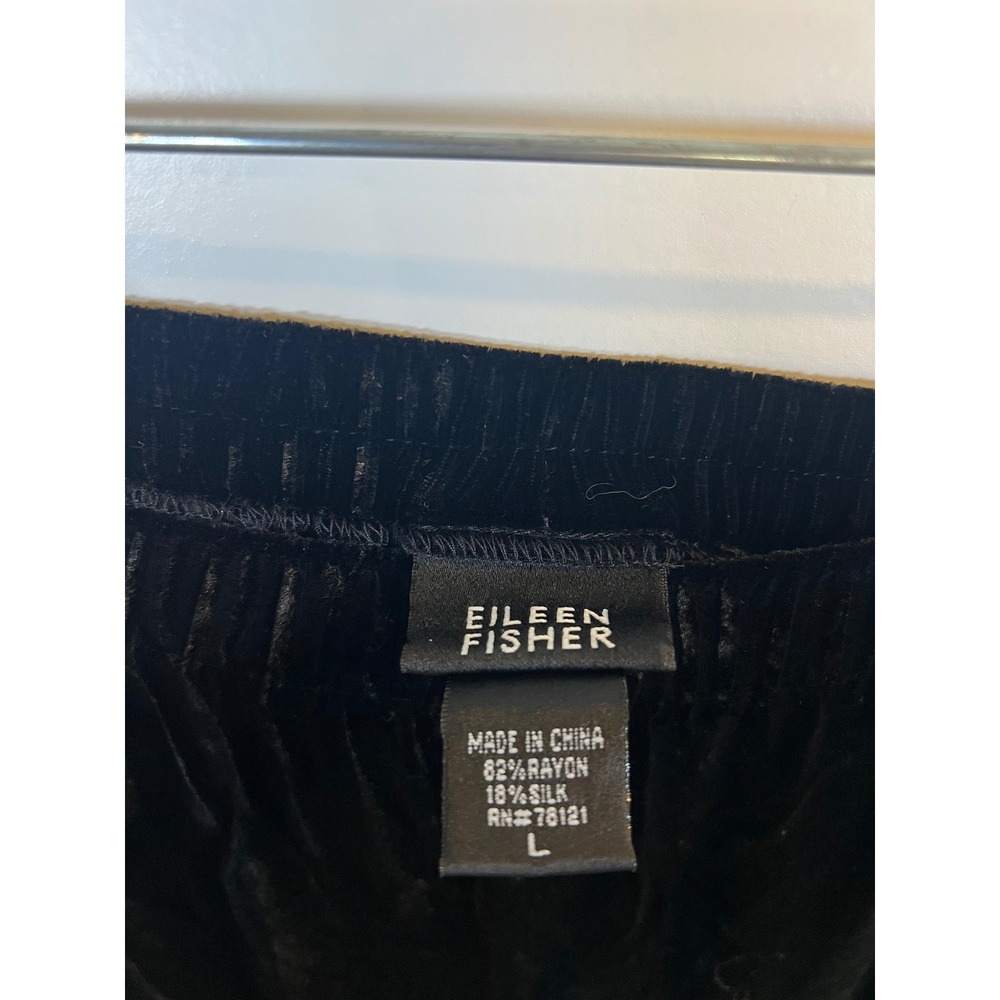 EILEEN
FISHER
MADE IN CHINA
82%RAYON
18%SILK
RN#78121
L